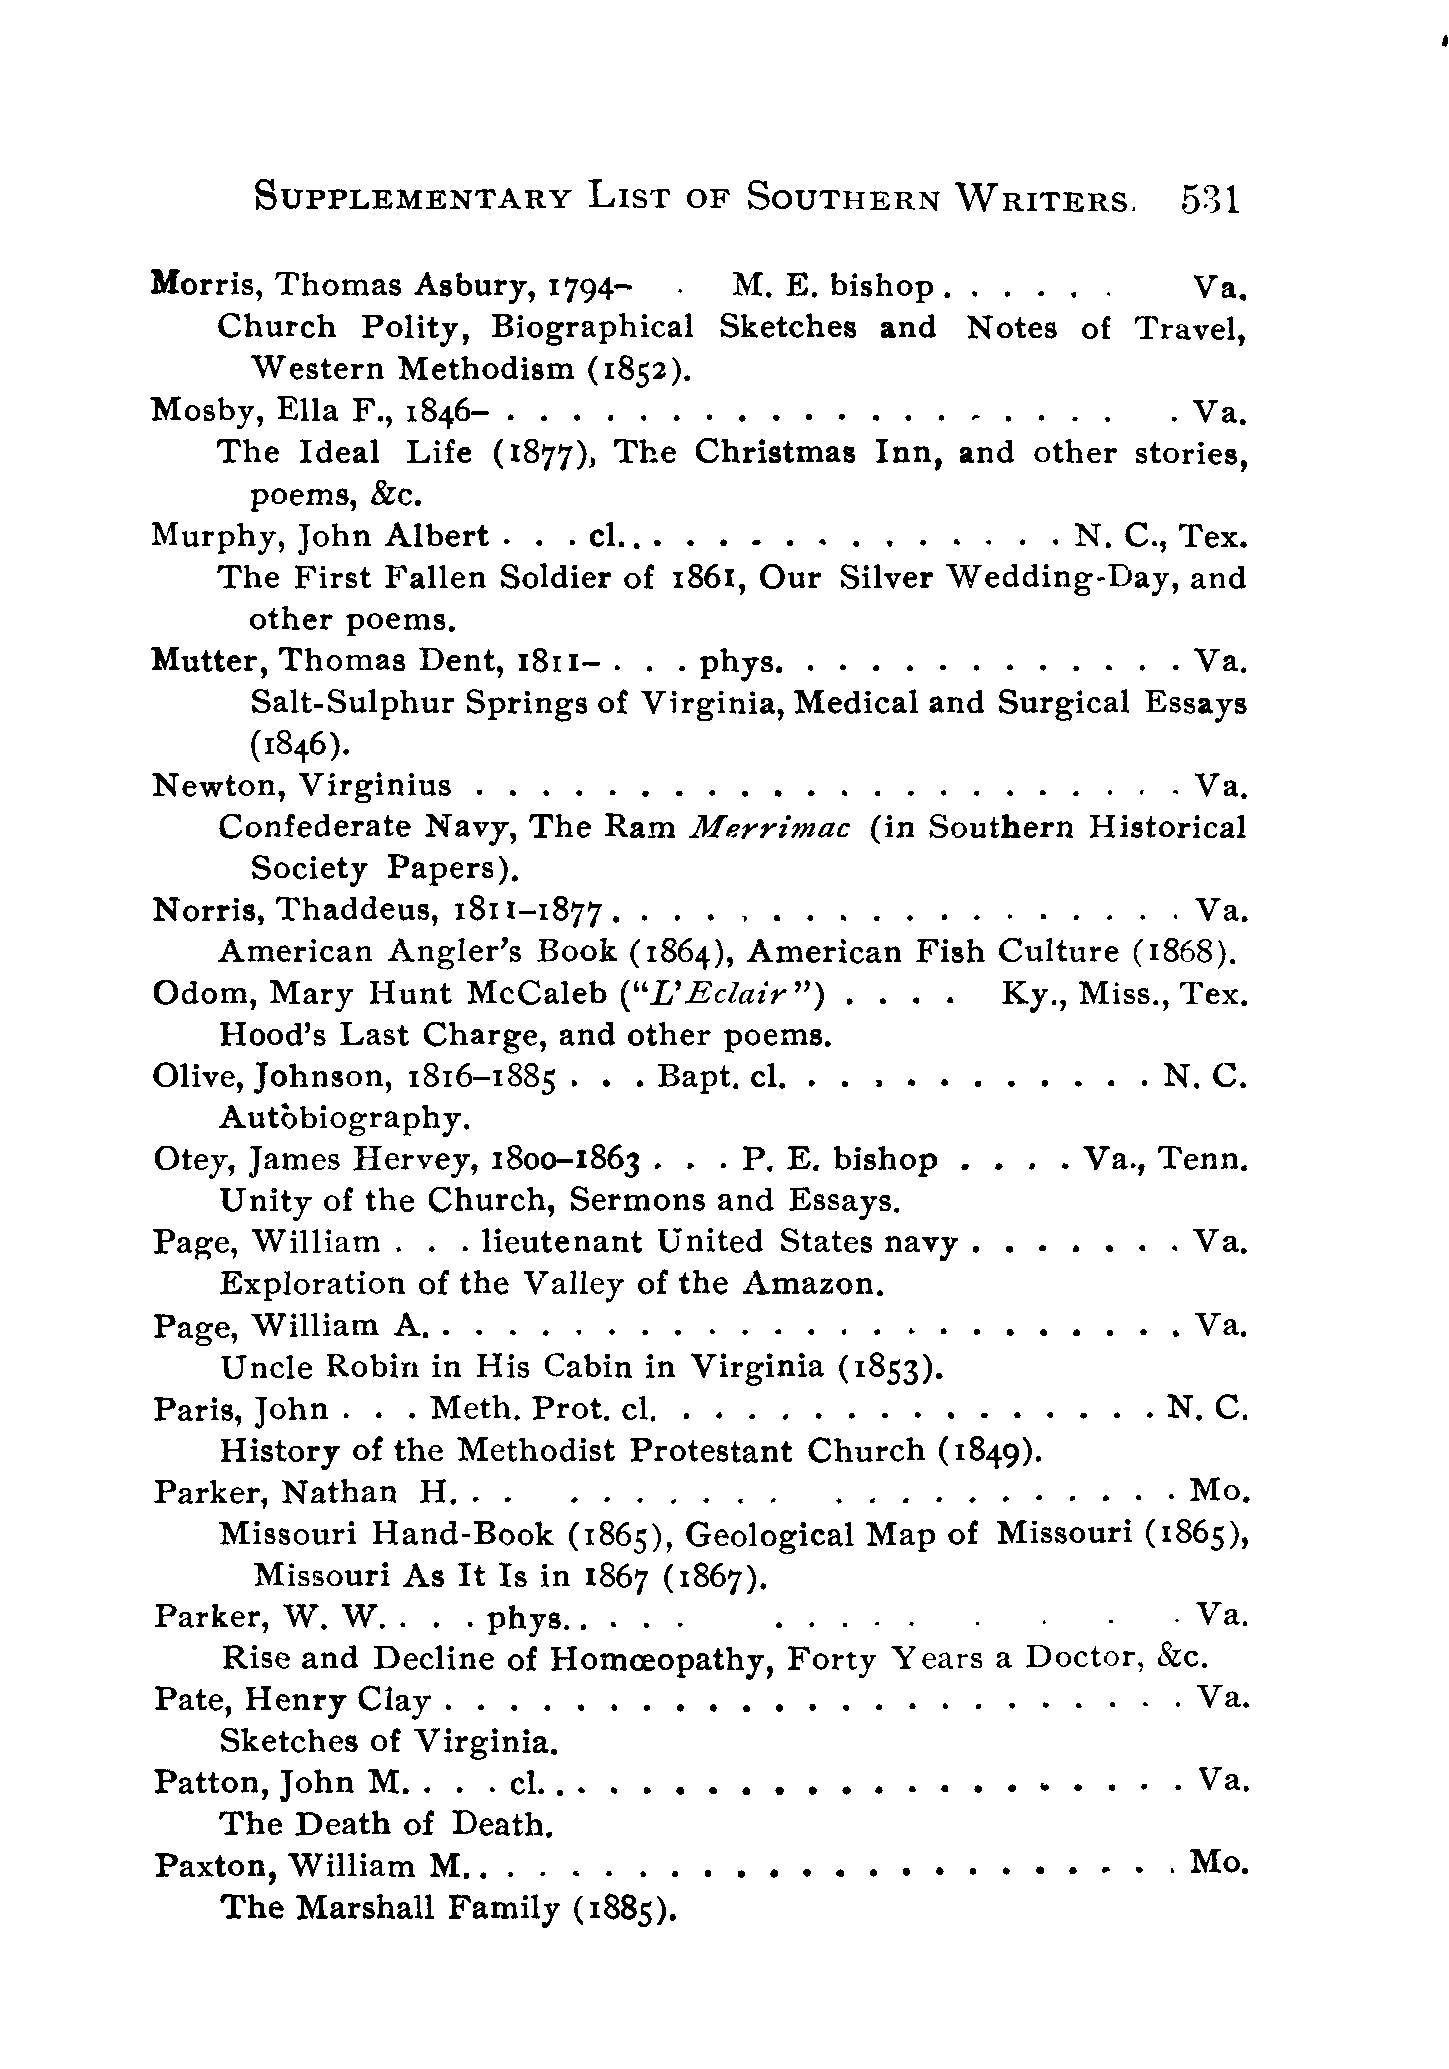 SUPPLEMENTARY LIST OF SOUTHERN WRITERS. 531
Morris, Thomas Asbury, 1794– . M. E. bishop . . . . . . Va.
Church Polity, Biographical Sketches and Notes of Travel,
Western Methodism (1852).
Mosby, Ella F., 1846– . . . . . . . . . . . . . . . . . . . . Va.
The Ideal Life (1877), The Christmas Inn, and other stories,
poems, &c.
Murphy, John Albert . . . cl. . . . . . . . . . . . . . . N. C., Tex.
The First Fallen Soldier of 1861, Our Silver Wedding-Day, and
other poems.
Mutter, Thomas Dent, 1811– . . . phys. . . . . . . . . . . . . . Va.
Salt-Sulphur Springs of Virginia, Medical and Surgical Essays
(1846).
Newton, Virginius . . . . . . . . . . . . . . . . . . . . . . Va.
Confederate Navy, The Ram Merrimac (in Southern Historical
Society Papers).
Norris, Thaddeus, 1811–1877 . . . . . . . . . . . . . . . . . . Va.
American Angler's Book (1864), American Fish Culture (1868).
Odom, Mary Hunt McCaleb ("L'Eclair") . . . . Ky., Miss., Tex.
Hood's Last Charge, and other poems.
Olive, Johnson, 1816–1885 . . . Bapt. cl. . . . . . . . . . . . N. C.
Autobiography.
Otey, James Hervey, 1800–1863 . . . P. E. bishop . . . . Va., Tenn.
Unity of the Church, Sermons and Essays.
Page, William . . . lieutenant United States navy . . . . . . . Va.
Exploration of the Valley of the Amazon.
Page, William A. . . . . . . . . . . . . . . . . . . . . . . . Va.
Uncle Robin in His Cabin in Virginia (1853).
Paris, John . . . Meth. Prot. cl. . . . . . . . . . . . . . . . N. C.
History of the Methodist Protestant Church (1849).
Parker, Nathan H. . . . . . . . . . . . . . . . . . . . . . Mo.
Missouri Hand-Book (1865), Geological Map of Missouri (1865),
Missouri As It Is in 1867 (1867).
Parker, W. W. . . . phys. . . . . . . . . . . . . . . Va.
Rise and Decline of Homœopathy, Forty Years a Doctor, &c.
Pate, Henry Clay . . . . . . . . . . . . . . . . . . . . . . . Va.
Sketches of Virginia.
Patton, John M. . . . cl. . . . . . . . . . . . . . . . . . . . . Va.
The Death of Death.
Paxton, William M. . . . . . . . . . . . . . . . . . . . . . . Mo.
The Marshall Family (1885).